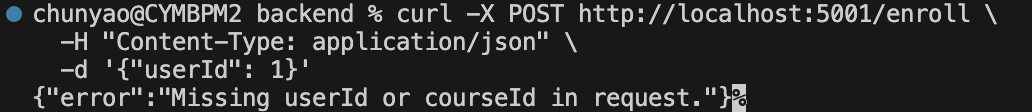 chunyao@CYMBPM2 backend % curl -X POST http://localhost:5001/enroll \
-H "Content-Type: application/json" \
-d '{"userId": 1}'
{"error":"Missing userId or courseId in request."}%